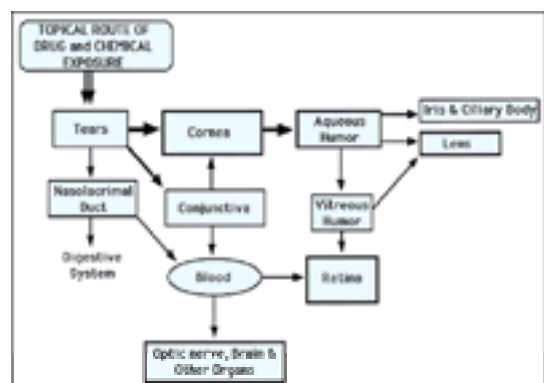 TOPICAL ROUTE OF
DRUG and CHEMICAL
EXPOSURE
Tears
Cornea
Aqueous
Humor
Iris & Ciliary Body
Lens
Nasolacrimal
Duct
Conjunctiva
Vitreous
Humor
Digestive
System
Blood
Retina
Optic nerve, Brain &
Other Organs